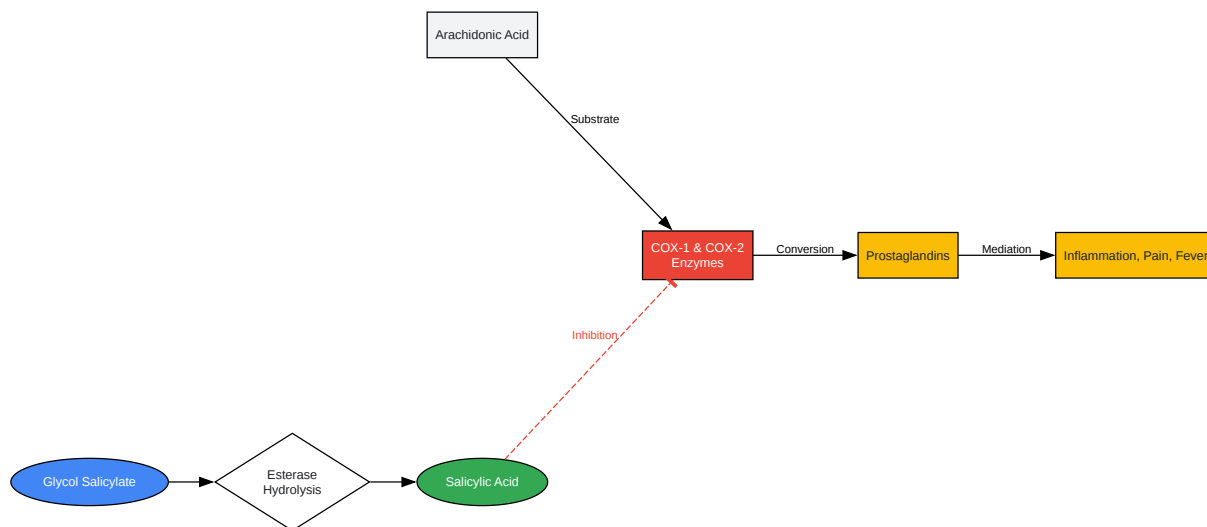 Arachidonic Acid
Substrate
COX-1 & COX-2
Enzymes
Conversion
Prostaglandins
Mediation
Inflammation, Pain, Fever
Inhibition
Glycol Salicylate
Esterase
Hydrolysis
Salicylic Acid